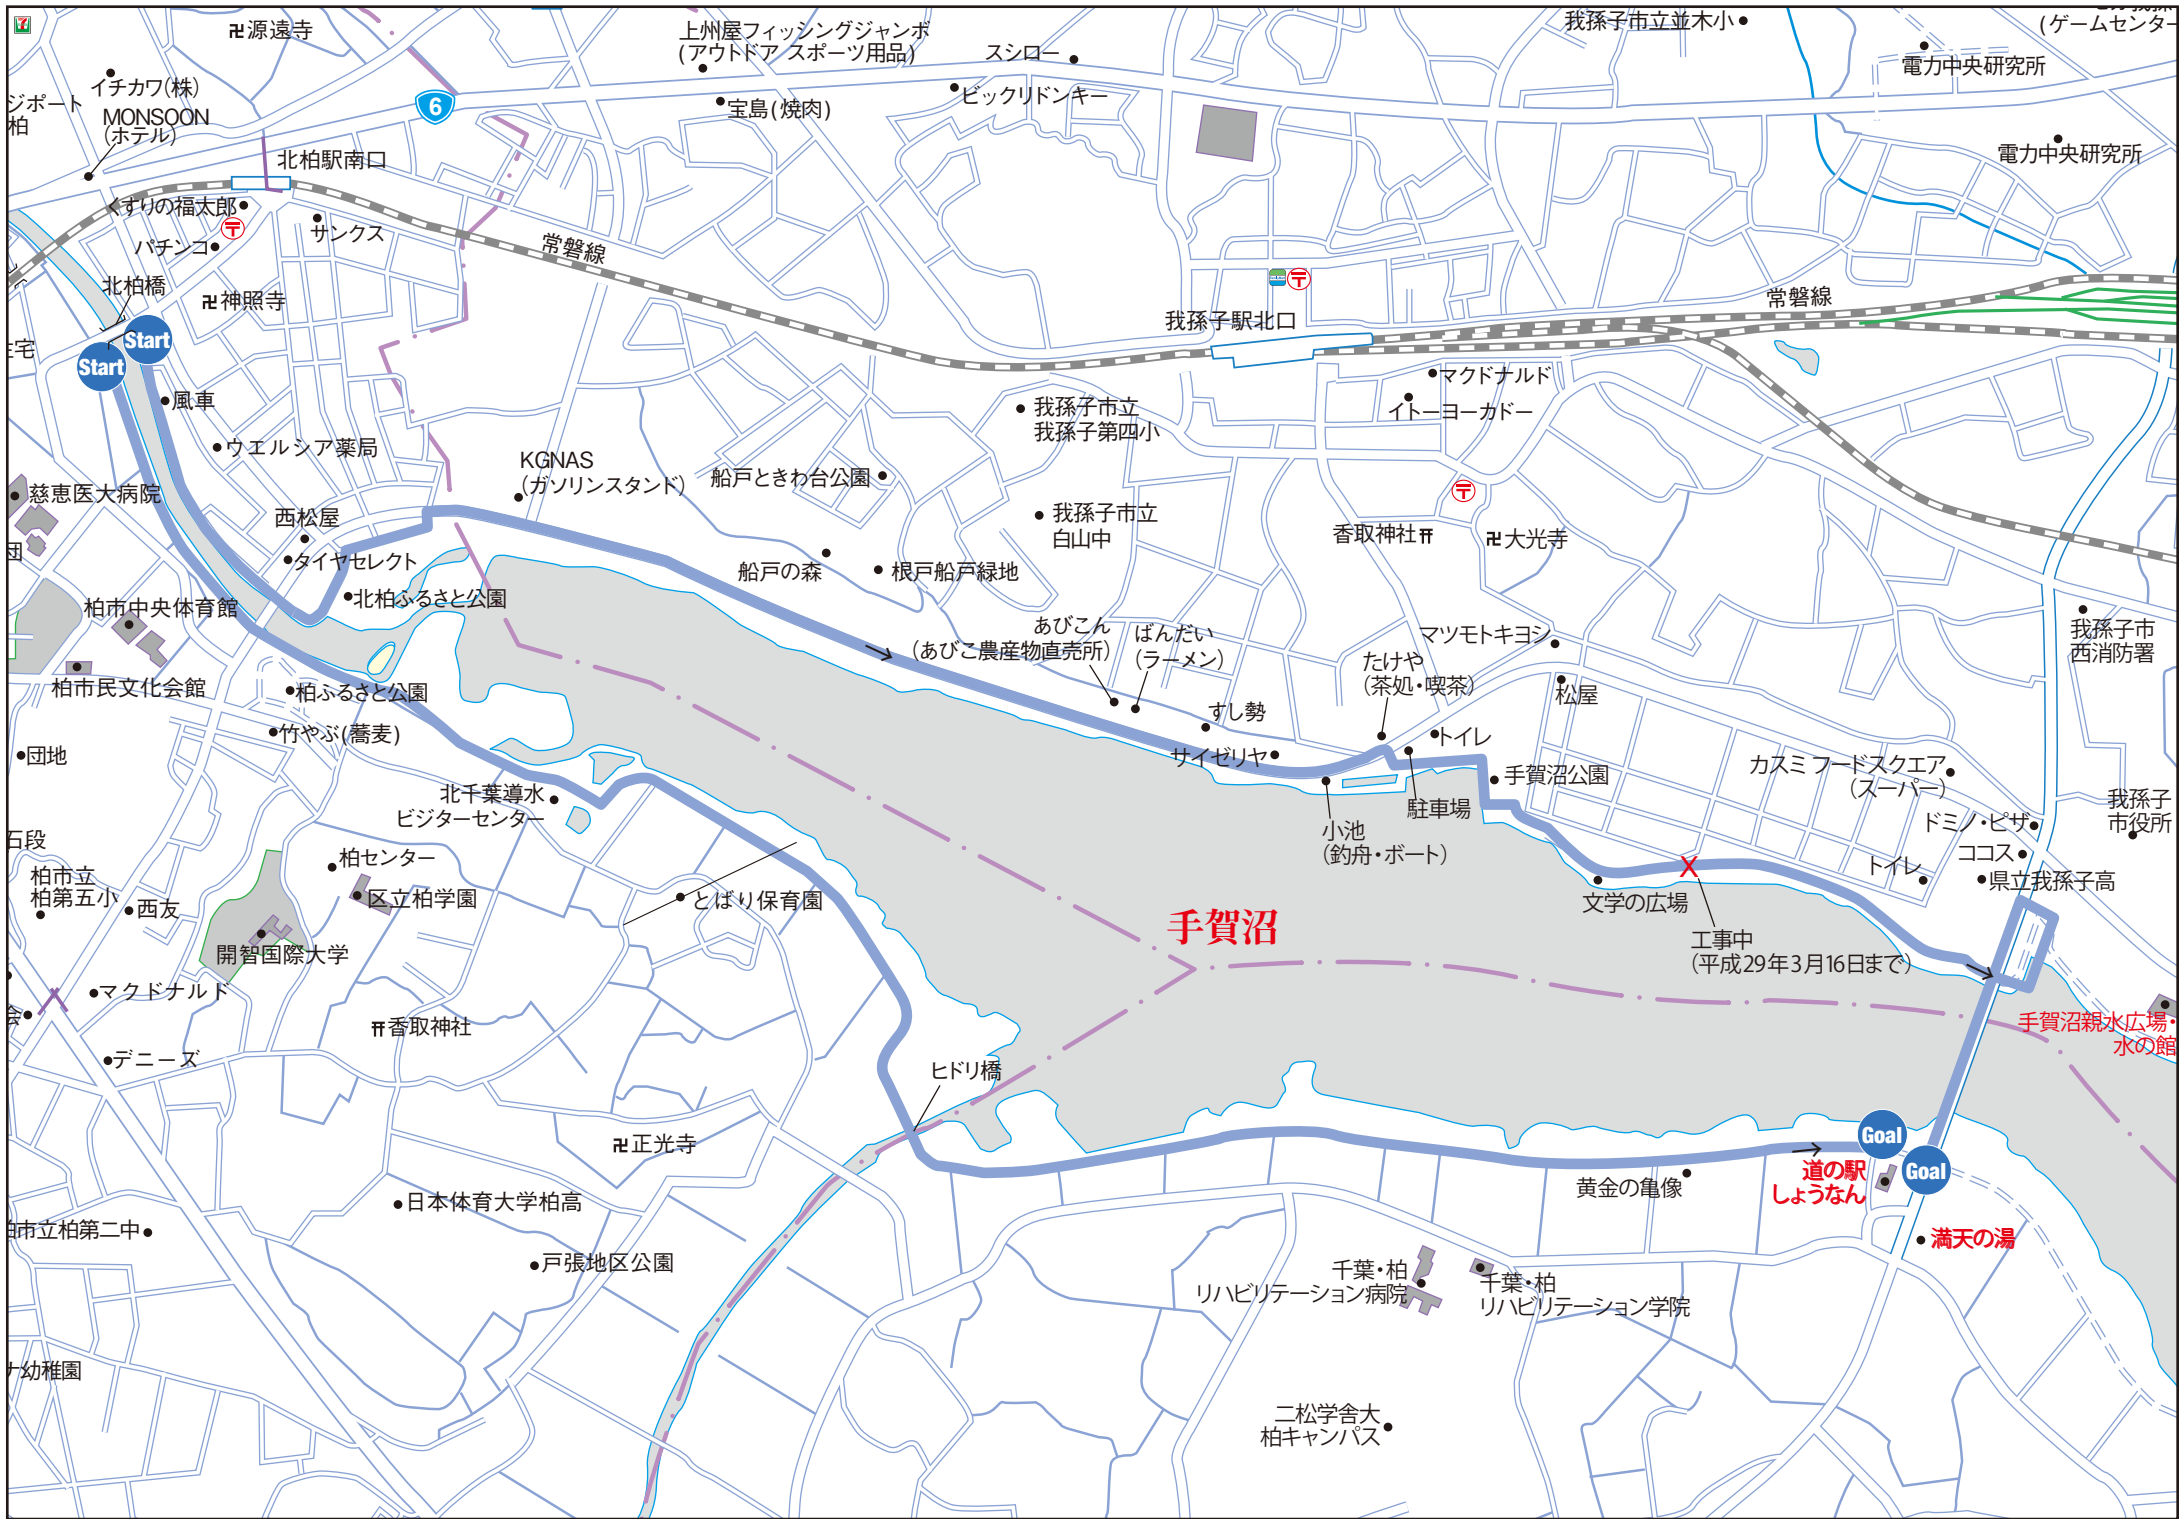 卍源遠寺
上州屋フィッシングジャンボ
(アウトドア スポーツ用品)
スシロー
我孫子市立並木小
(ゲームセンター
電力中央研究所
イチカワ(株)
ジポート
柏
MONSOON
(ホテル)
6
宝島(焼肉)
ビックリドンキー
電力中央研究所
北柏駅南口
くすりの福太郎
サンクス
パチンコ
常磐線
北柏橋
卍神照寺
常磐線
我孫子駅北口
Start
Start
宅
風車
マクドナルド
イトーヨーカドー
我孫子市立
我孫子第四小
ウエルシア薬局
KGNAS
(ガソリンスタンド)
船戸ときわ台公園
慈恵医大病院
西松屋
我孫子市立
白山中
香取神社
卍大光寺
団
タイヤセレクト
船戸の森
根戸船戸緑地
北柏ふるさと公園
柏市中央体育館
あびこん
(あびこ農産物直売所)
ばんだい
(ラーメン)
マツモトキヨシ
我孫子市
西消防署
たけや
(茶処・喫茶)
柏市民文化会館
柏ふるさと公園
松屋
すし勢
竹やぶ(蕎麦)
トイレ
団地
サイゼリヤ
手賀沼公園
カスミフードスクエア
(スーパー)
北千葉導水
ビジターセンター
駐車場
我孫子
市役所
小池
(釣舟・ボート)
ドミノ・ピザ
石段
ココス
柏センター
トイレ
県立我孫子高
柏市立
柏第五小
区立柏学園
西友
とばり保育園
文学の広場
手賀沼
X
開智国際大学
工事中
(平成29年3月16日まで)
マクドナルド
会
香取神社
手賀沼親水広場・
水の館
デニーズ
ヒドリ橋
卍正光寺
Goal
Goal
道の駅
しょうなん
黄金の亀像
日本体育大学柏高
柏市立柏第二中
満天の湯
戸張地区公園
千葉・柏
リハビリテーション病院
千葉・柏
リハビリテーション学院
ナ幼稚園
二松学舎大
柏キャンパス